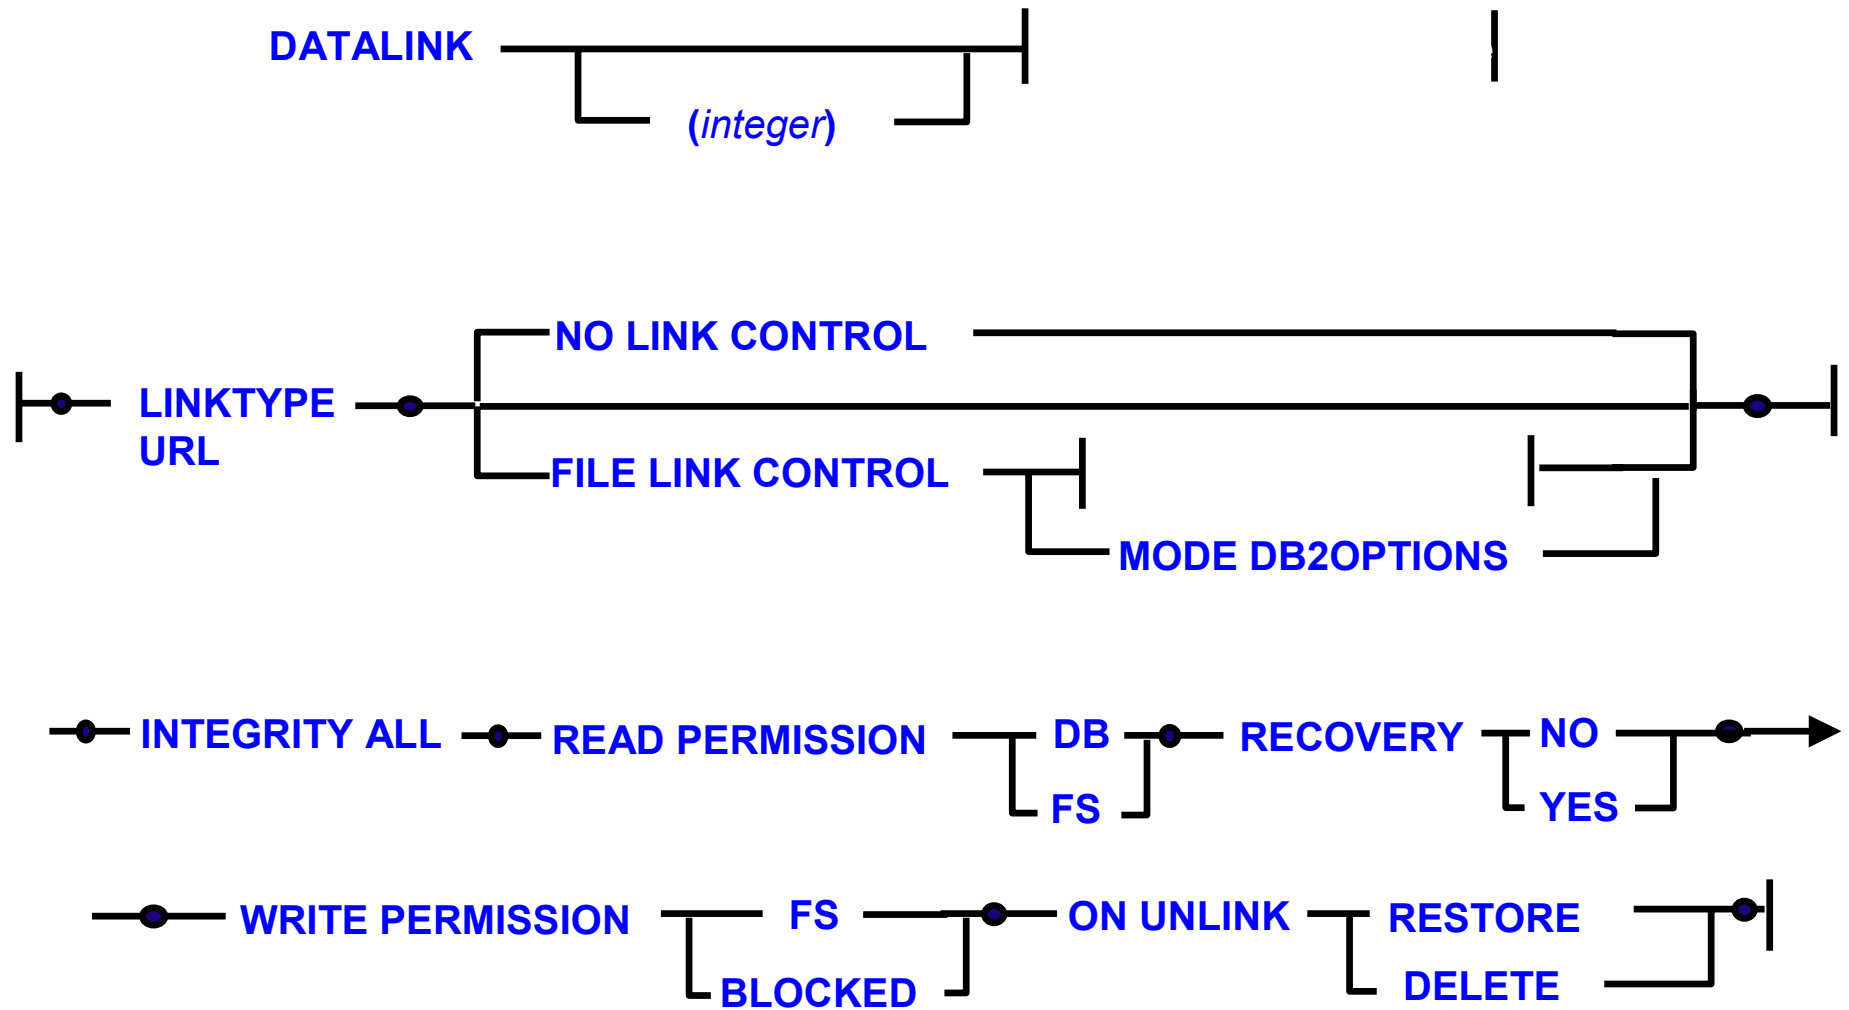 DATALINK
(integer)
NO LINK CONTROL
LINKTYPE
URL
FILE LINK CONTROL
MODE DB2OPTIONS
INTEGRITY ALL READ PERMISSION DB RECOVERY NO
FS YES
WRITE PERMISSION FS ON UNLINK RESTORE
BLOCKED DELETE